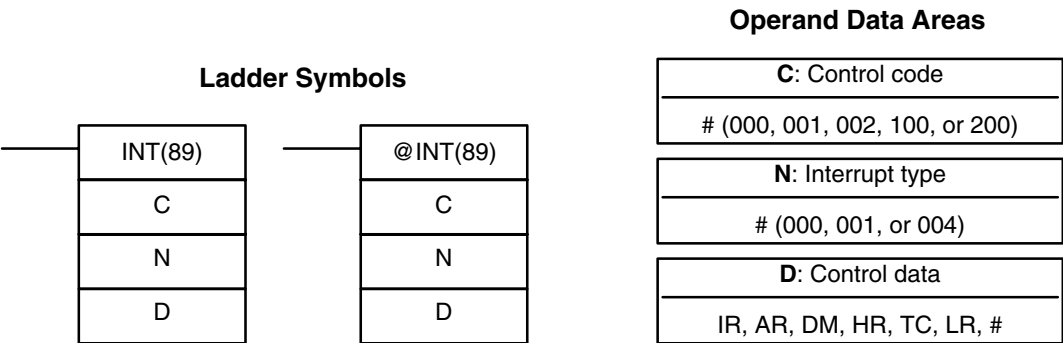 Operand Data Areas
Ladder Symbols
C: Control code
# (000, 001, 002, 100, or 200)
N: Interrupt type
# (000, 001, or 004)
D: Control data
IR, AR, DM, HR, TC, LR, #
INT(89)
C
N
D
@INT(89)
C
N
D